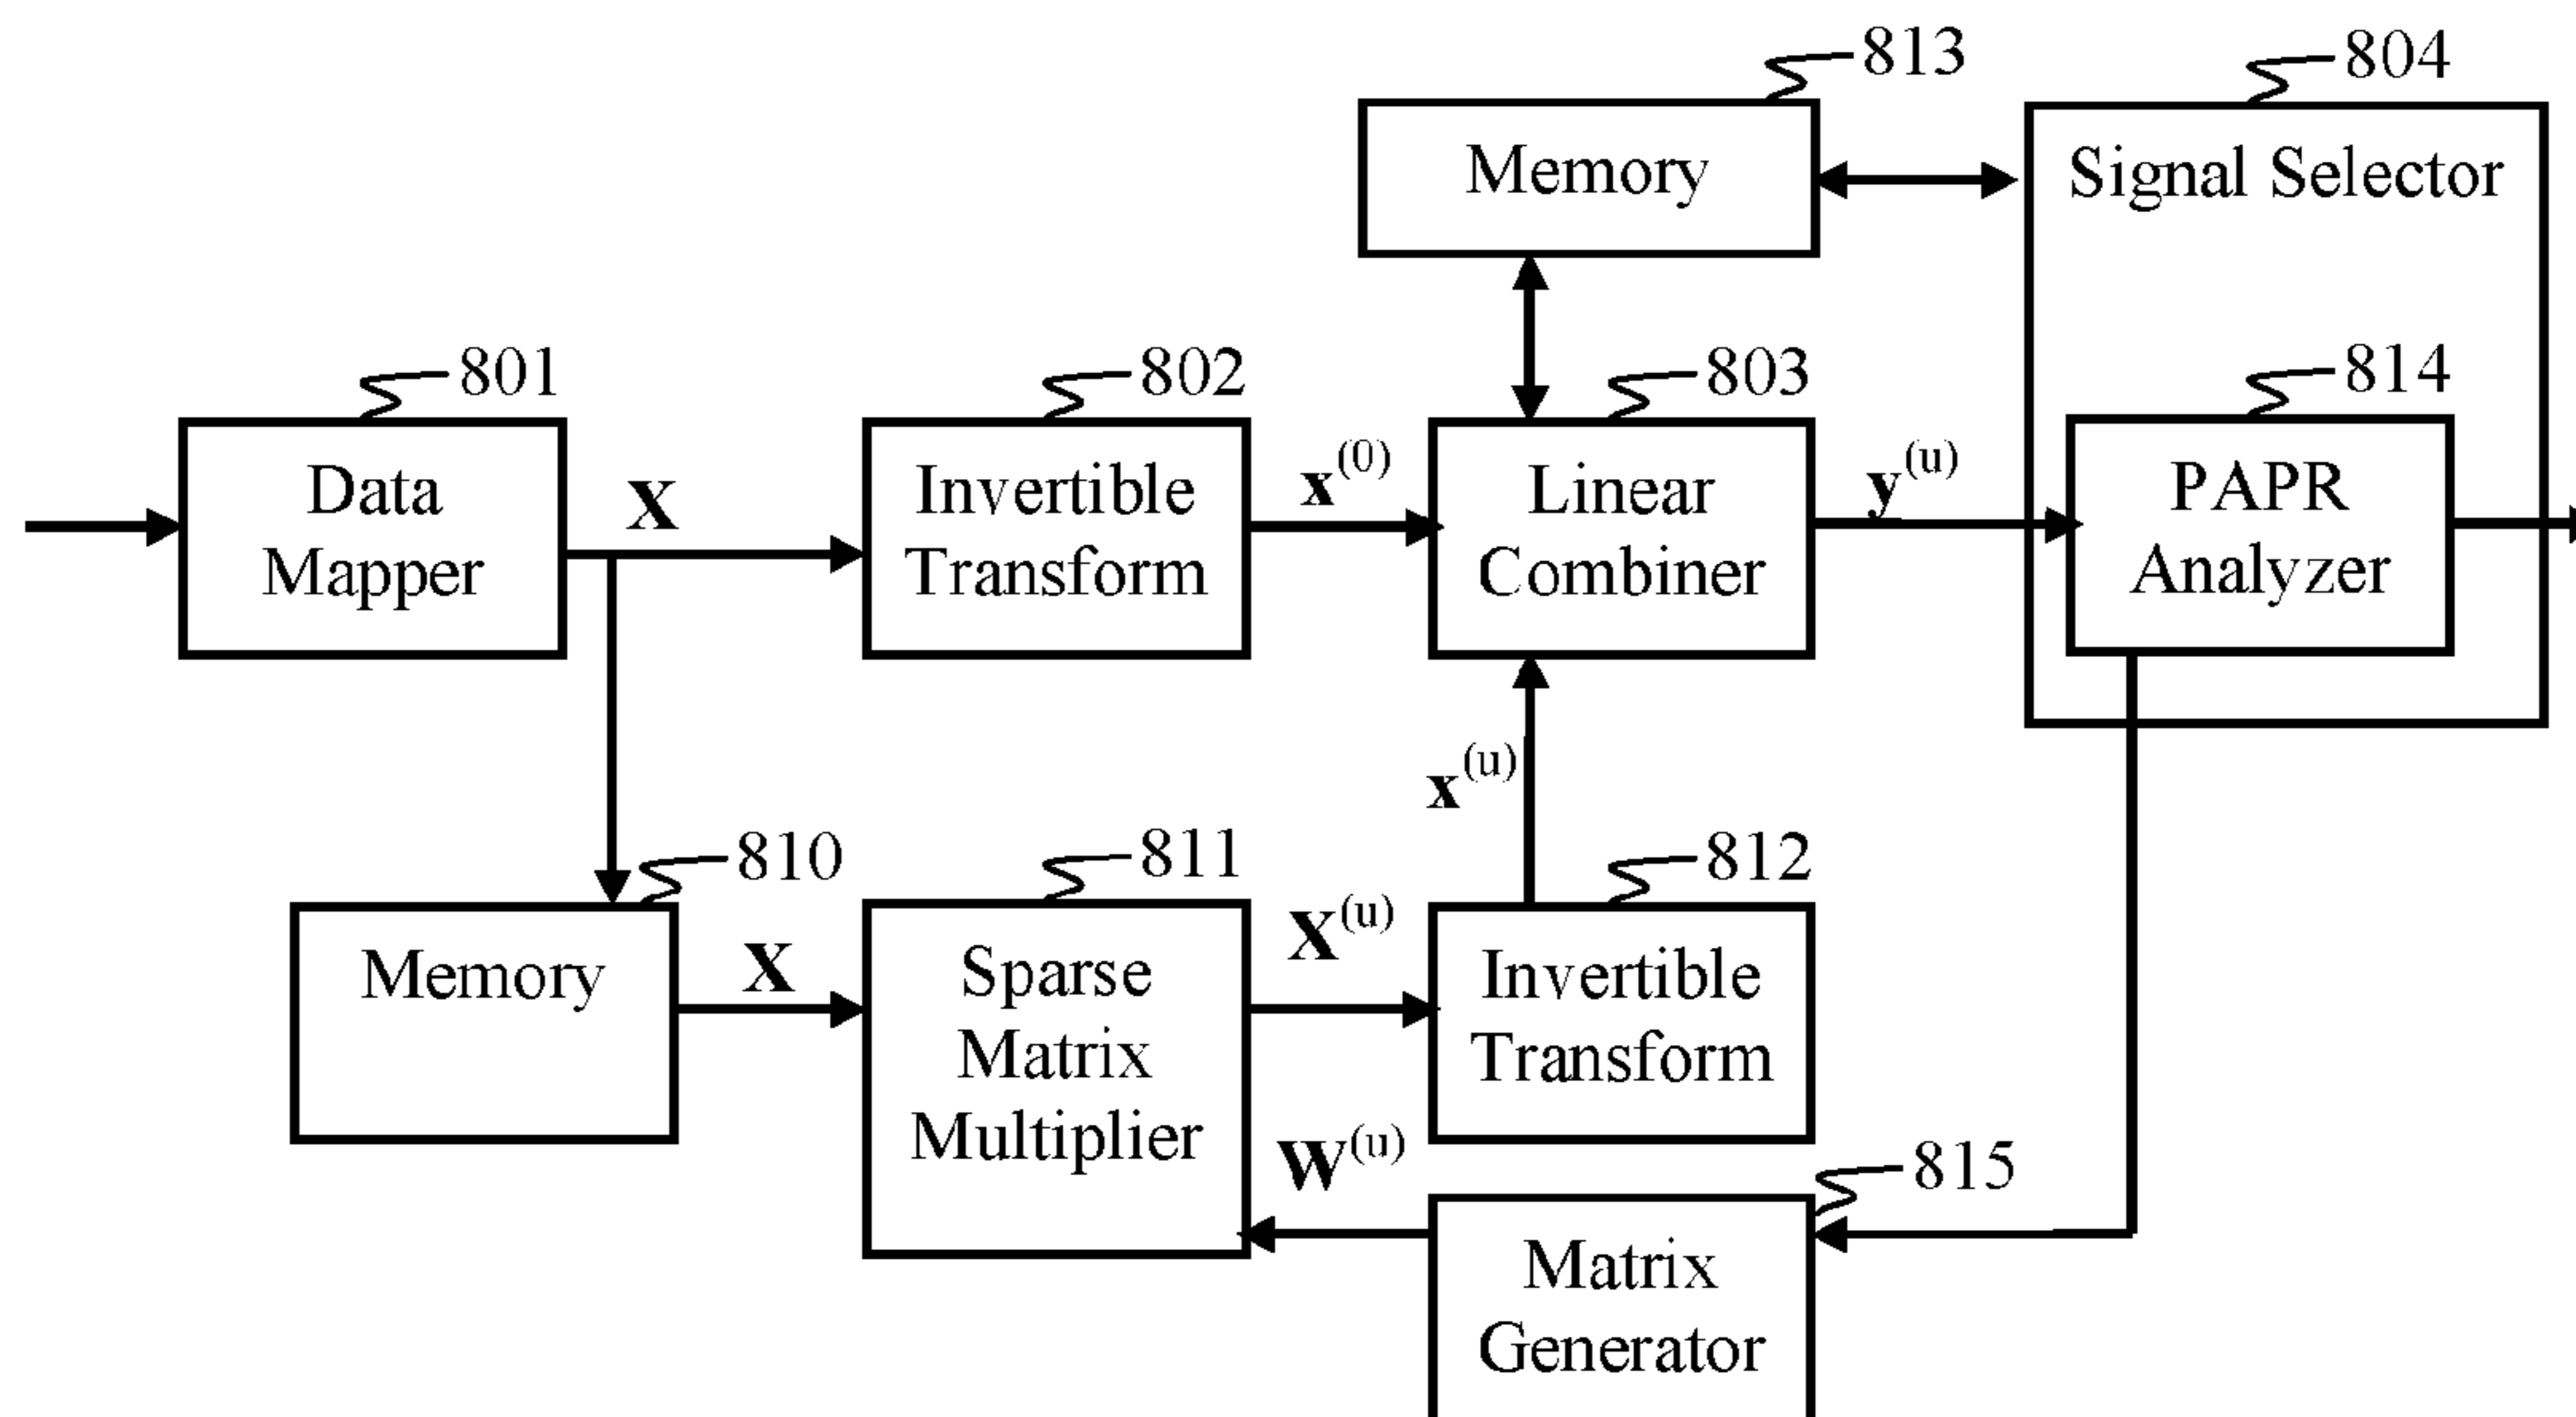 813
804
Memory
Signal Selector
801
802
803
814
Data
Mapper
X
Invertible
Transform
x(0)
Linear
Combiner
y(u)
PAPR
Analyzer
x(u)
810
811
812
Memory
X
Sparse
Matrix
Multiplier
X(u)
Invertible
Transform
W(u)
815
Matrix
Generator